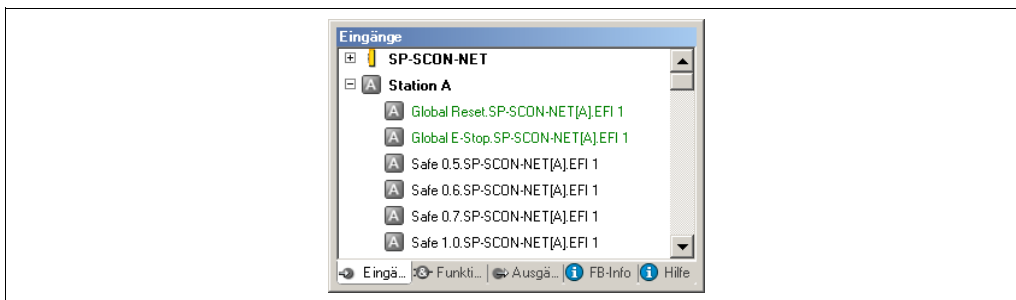 Eingänge
SP-SCON-NET
A Station A
A Global Reset.SP-SCON-NET[A].EFI 1
A Global E-Stop.SP-SCON-NET[A].EFI 1
A Safe 0.5.SP-SCON-NET[A].EFI 1
A Safe 0.6.SP-SCON-NET[A].EFI 1
A Safe 0.7.SP-SCON-NET[A].EFI 1
A Safe 1.0.SP-SCON-NET[A].EFI 1
Eingä... Funkti... Ausgä... FB-Info Hilfe